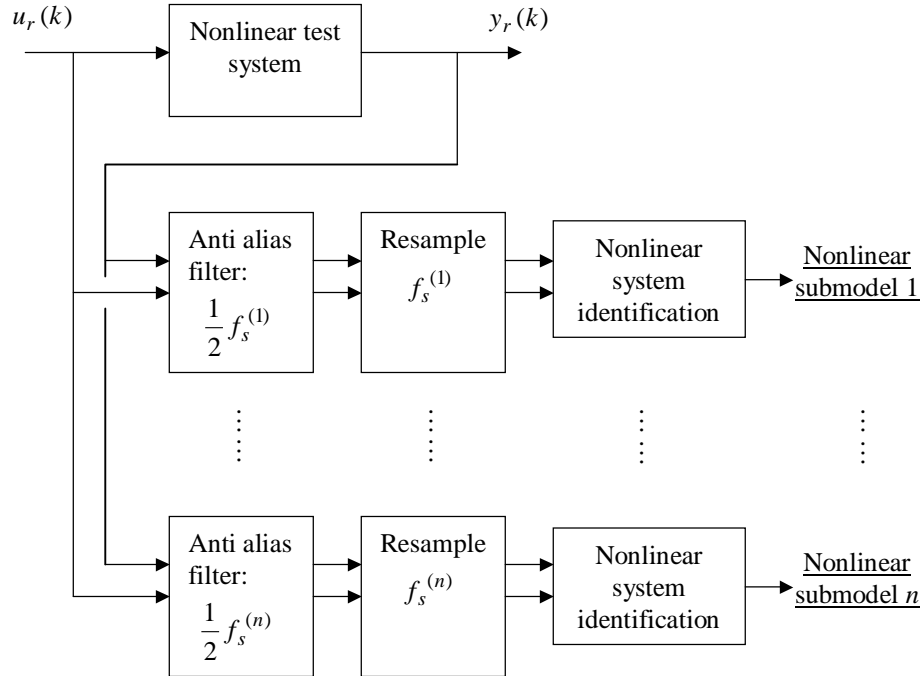 u_r(k)
y_r(k)
Nonlinear test
system
Anti alias
filter:
1/2 f_s^(1)
Resample
f_s^(1)
Nonlinear
system
identification
Nonlinear
submodel 1
Anti alias
filter:
1/2 f_s^(n)
Resample
f_s^(n)
Nonlinear
system
identification
Nonlinear
submodel n